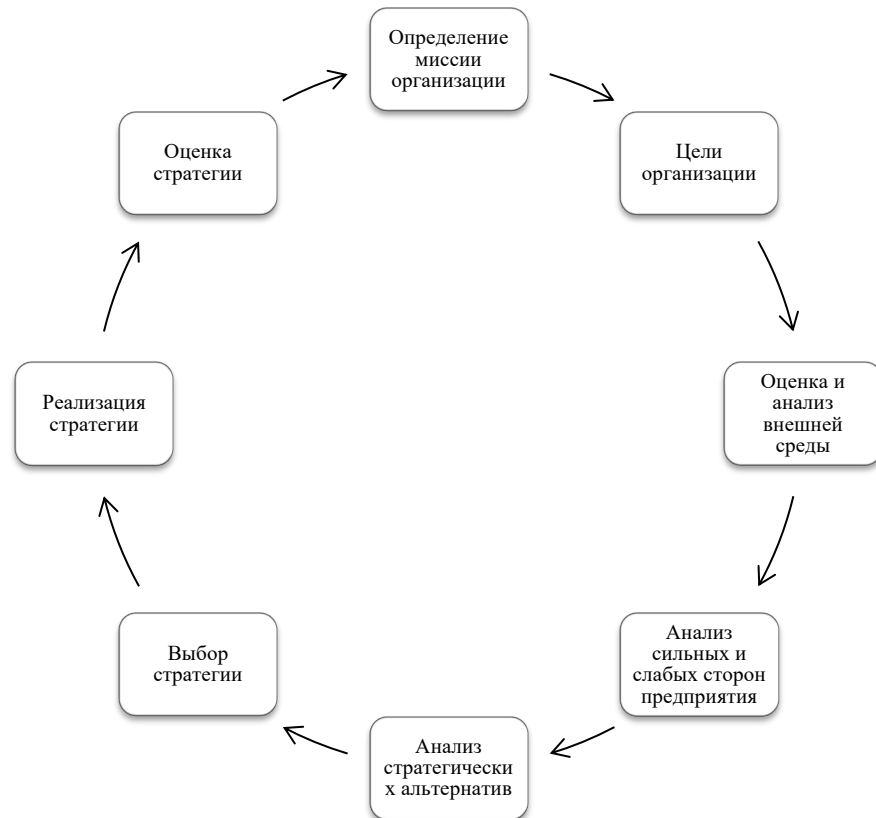 Определение
миссии
организации
Цели
организации
Оценка и
анализ
внешней
среды
Анализ
сильных и
слабых сторон
предприятия
Анализ
стратегически
х альтернатив
Выбор
стратегии
Реализация
стратегии
Оценка
стратегии